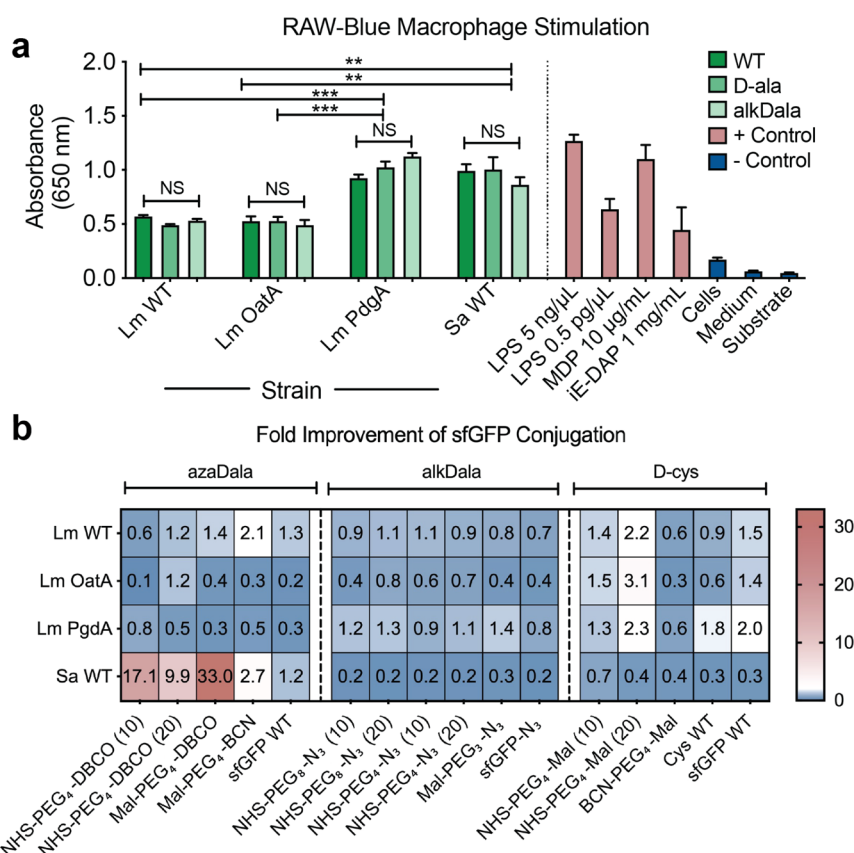 a
RAW-Blue Macrophage Stimulation
Absorbance
(650 nm)
2.0
1.5
1.0
0.5
0.0
**
**
***
***
NS
NS
NS
NS
WT
D-ala
alkDala
+ Control
- Control
Lm WT
Lm OatA
Lm PdgA
Sa WT
LPS 5 ng/µL
LPS 0.5 pg/µL
MDP 10 µg/mL
iE-DAP 1 mg/mL
Cells
Medium
Substrate
Strain
b
Fold Improvement of sfGFP Conjugation
azaDala alkDala D-cys
Lm WT 0.6 1.2 1.4 2.1 1.3 0.9 1.1 1.1 0.9 0.8 0.7 1.4 2.2 0.6 0.9 1.5
Lm OatA 0.1 1.2 0.4 0.3 0.2 0.4 0.8 0.6 0.7 0.4 0.4 1.5 3.1 0.3 0.6 1.4
Lm PgdA 0.8 0.5 0.3 0.5 0.3 1.2 1.3 0.9 1.1 1.4 0.8 1.3 2.3 0.6 1.8 2.0
Sa WT 17.1 9.9 33.0 2.7 1.2 0.2 0.2 0.2 0.2 0.3 0.2 0.7 0.4 0.4 0.3 0.3
30
20
10
0
NHS-PEG₄-DBCO (10)
NHS-PEG₄-DBCO (20)
Mal-PEG₄-DBCO
Mal-PEG₄-BCN
sfGFP WT
NHS-PEG₈-N₃ (10)
NHS-PEG₈-N₃ (20)
NHS-PEG₄-N₃ (10)
NHS-PEG₄-N₃ (20)
Mal-PEG₃-N₃
sfGFP-N₃
NHS-PEG₄-Mal (10)
NHS-PEG₄-Mal (20)
BCN-PEG₄-Mal
Cys WT
sfGFP WT